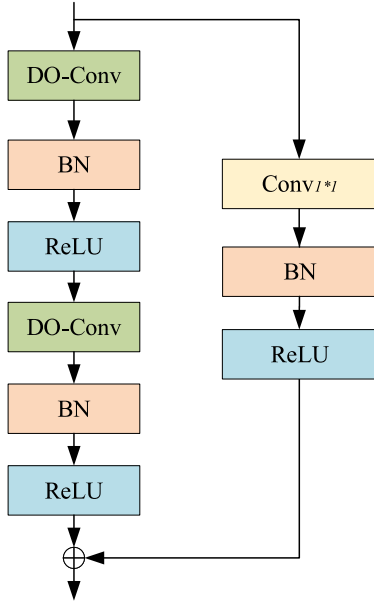 DO-Conv
BN
ReLU
DO-Conv
BN
ReLU
Conv1*1
BN
ReLU